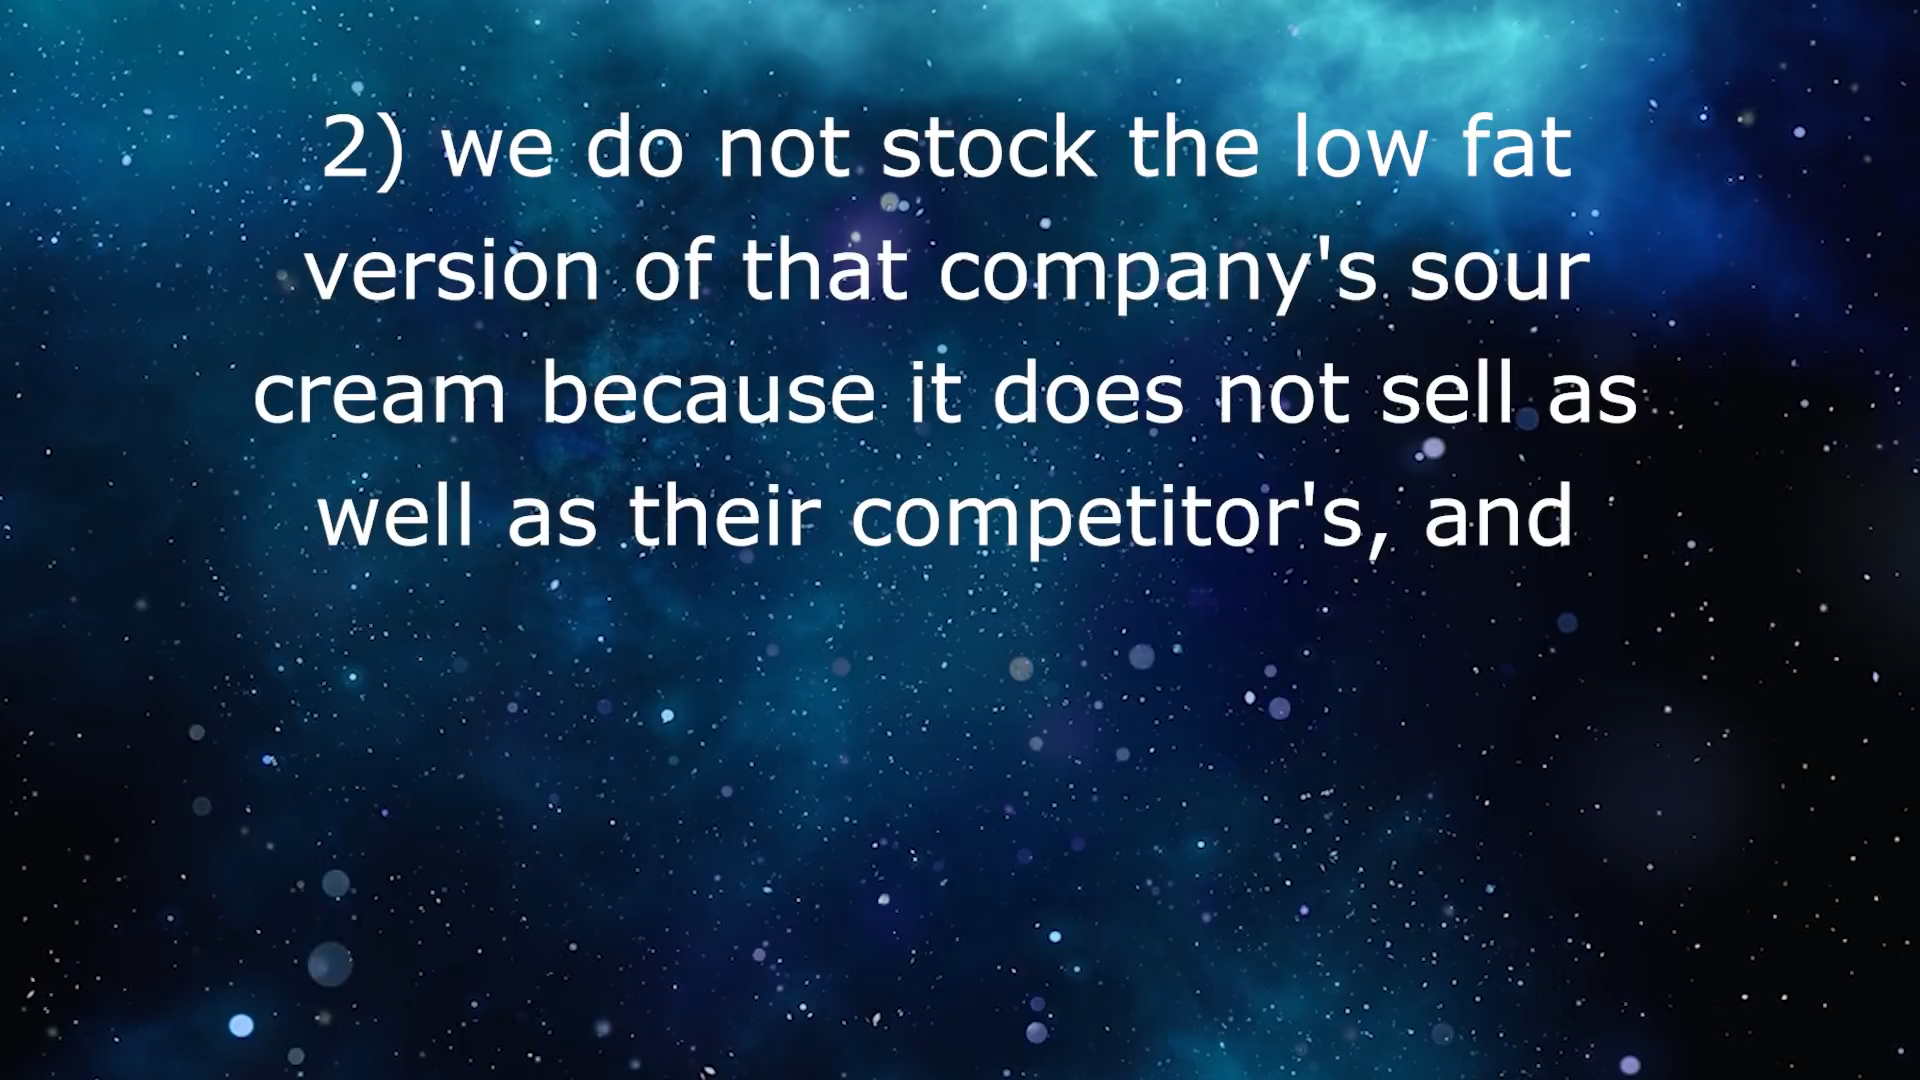 2) we do not stock the low fat
version of that company's sour
cream because it does not sell as
well as their competitor's, and